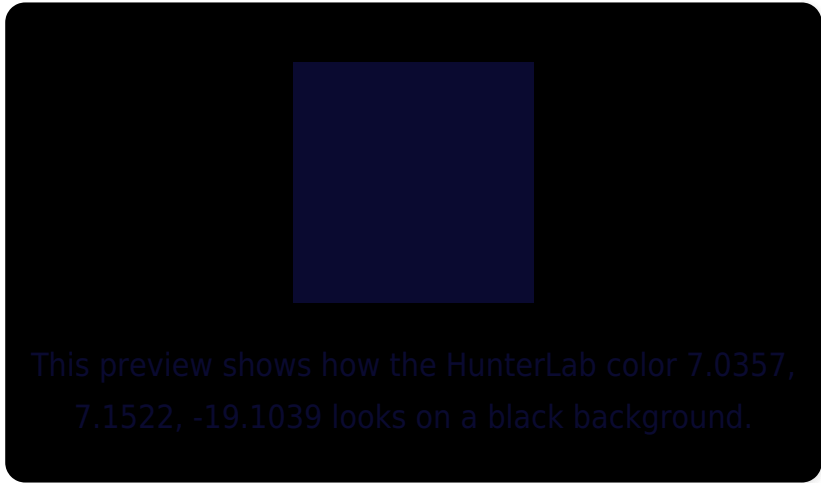 This preview shows how the HunterLab color 7.0357,
7.1522, -19.1039 looks on a black background.